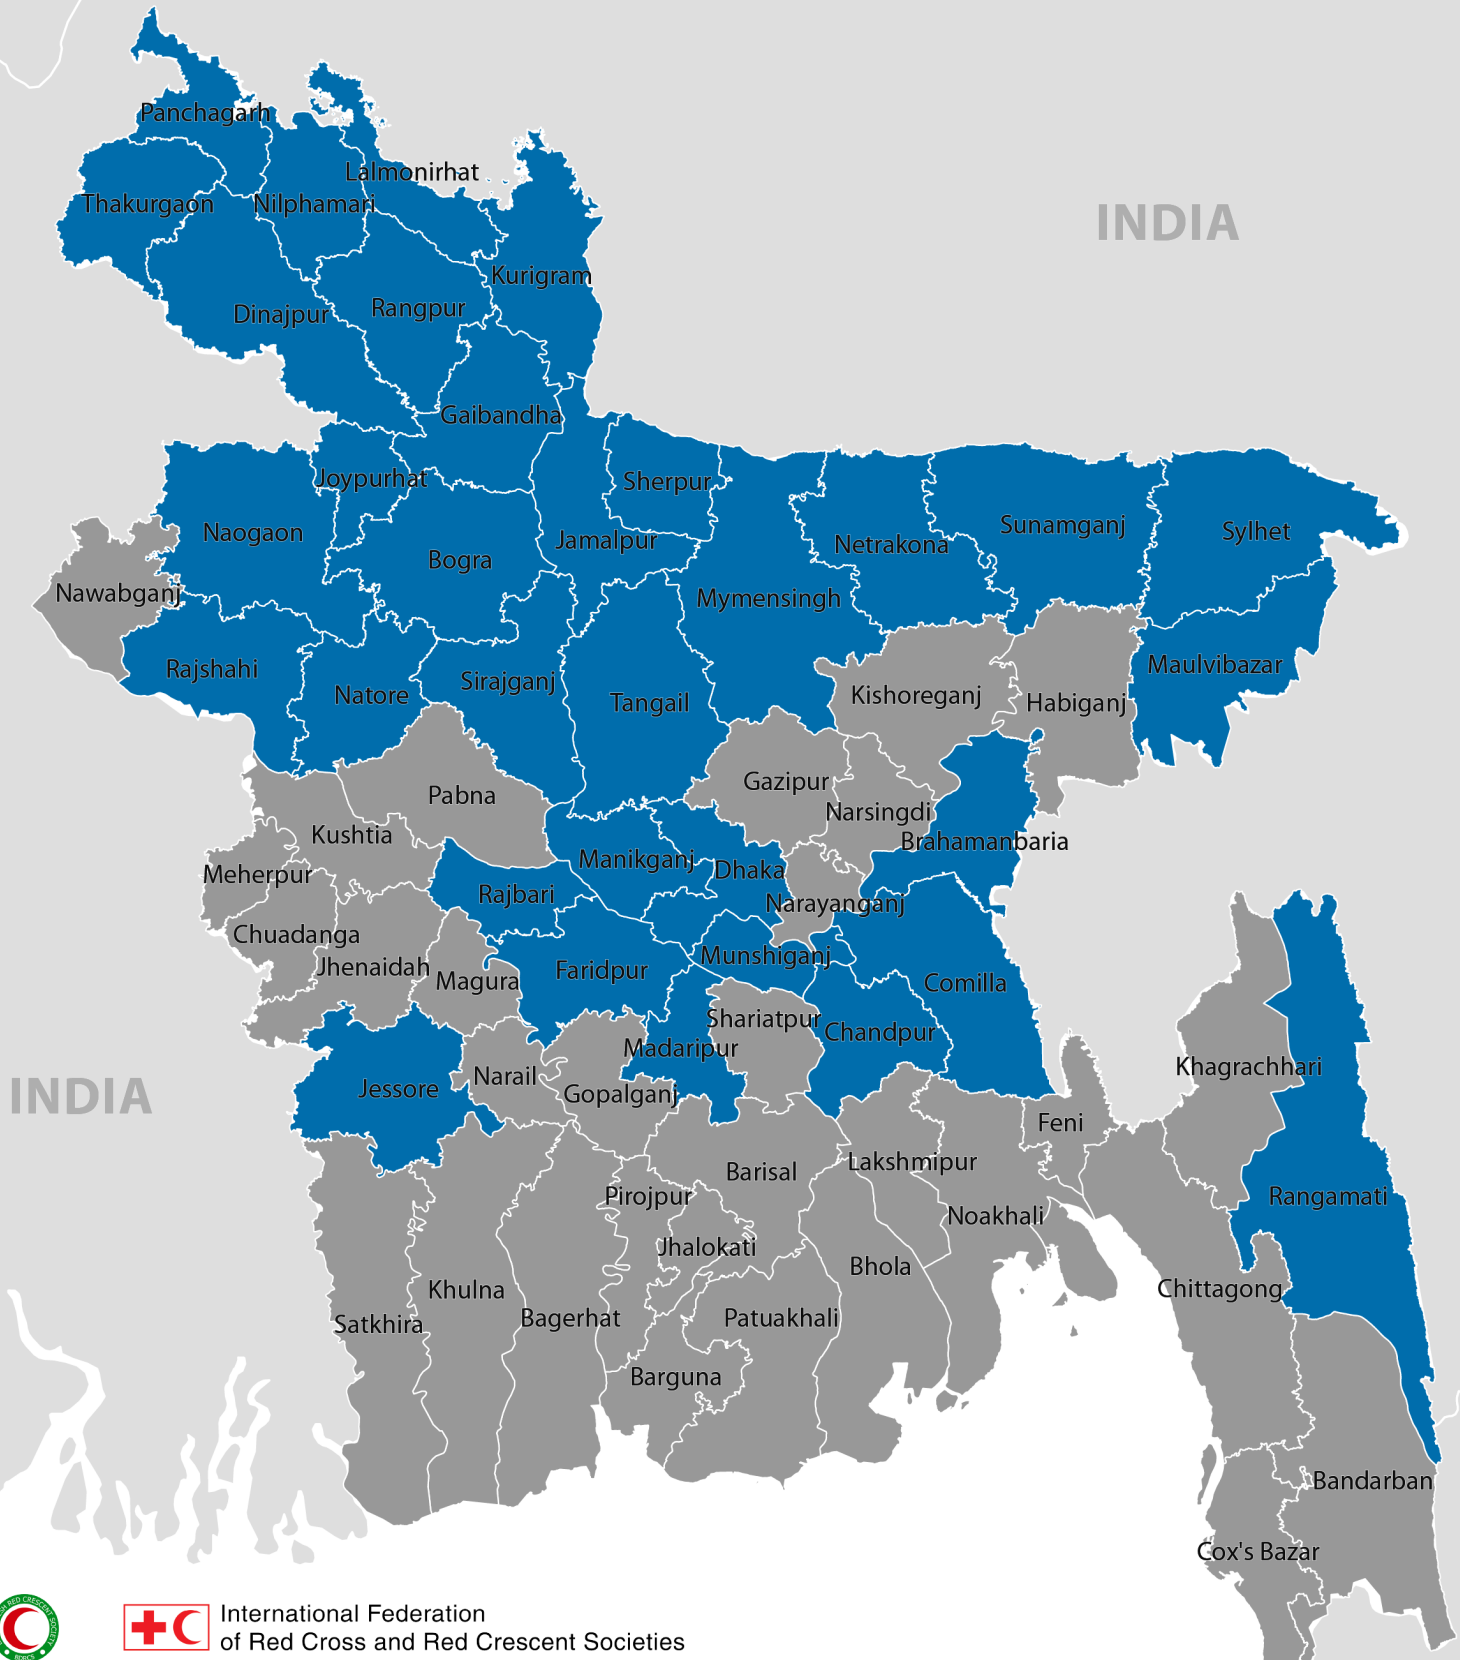 Panchagarh
Lalmonirhat
Thakurgaon
Nilphamari
INDIA
Kurigram
Rangpur
Dinajpur
Gaibandha
Joypurhat
Sherpur
Naogaon
Sunamganj
Sylhet
Jamalpur
Netrakona
Bogra
Nawabganj
Mymensingh
Rajshahi
Maulvibazar
Sirajganj
Natore
Kishoreganj
Tangail
Habiganj
Gazipur
Pabna
Narsingdi
Kushtia
Brahamanbaria
Manikganj
Dhaka
Meherpur
Rajbari
Narayanganj
Chuadanga
Munshiganj
Jhenaidah
Faridpur
Magura
Comilla
Shariatpur
Chandpur
Madaripur
Khagrachhari
Narail
Jessore
Gopalganj
INDIA
Feni
Lakshmipur
Barisal
Pirojpur
Rangamati
Noakhali
Jhalokati
Bhola
Khulna
Chittagong
Bagerhat
Patuakhali
Satkhira
Barguna
Bandarban
Cox's Bazar
International Federation
of Red Cross and Red Crescent Societies
RED CRESCENT SOCIETY
BDRCS